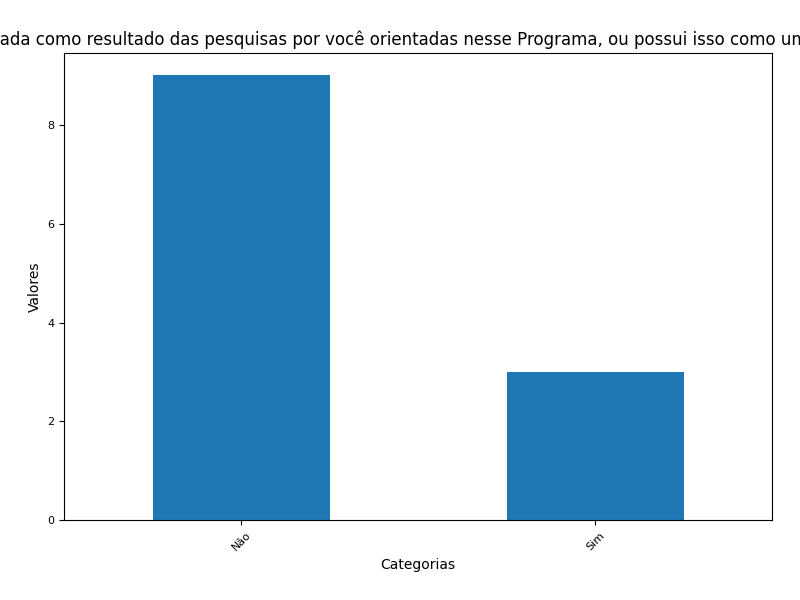 ada como resultado das pesquisas por você orientadas nesse Programa, ou possui isso como um
8
6
4
2
0
Valores
Não
Sim
Categorias